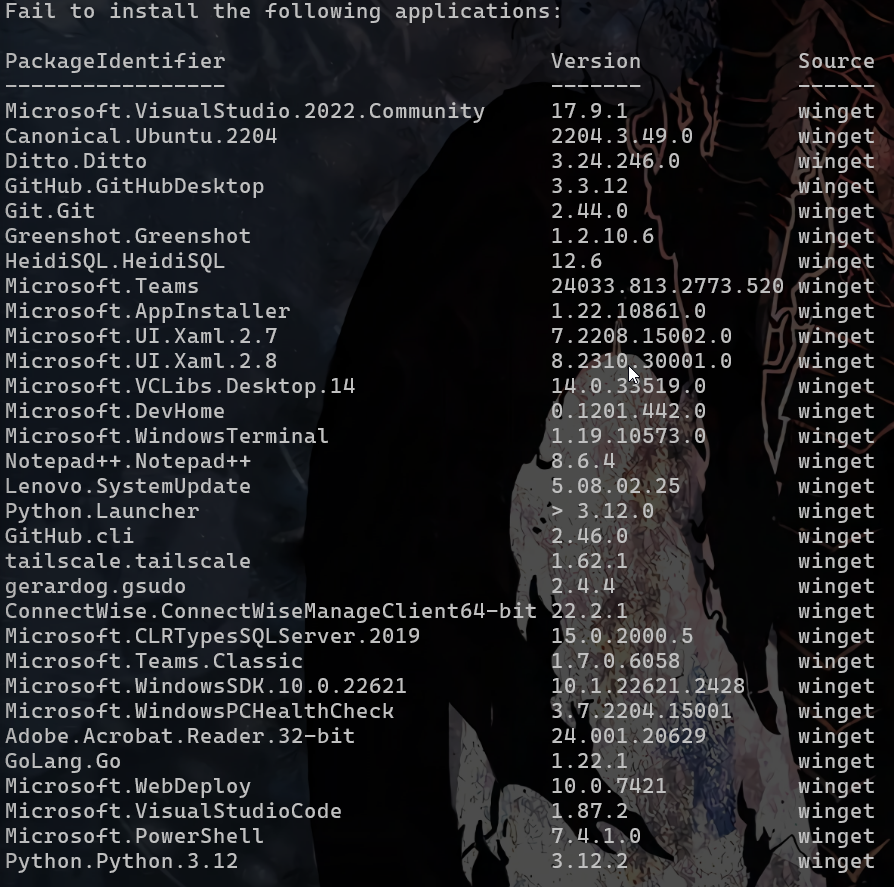 Fail to install the following applications:
PackageIdentifier Version Source
----------------- ------- ------
Microsoft.VisualStudio.2022.Community 17.9.1 winget
Canonical.Ubuntu.2204 2204.3.49.0 winget
Ditto.Ditto 3.24.246.0 winget
GitHub.GitHubDesktop 3.3.12 winget
Git.Git 2.44.0 winget
Greenshot.Greenshot 1.2.10.6 winget
HeidiSQL.HeidiSQL 12.6 winget
Microsoft.Teams 24033.813.2773.520 winget
Microsoft.AppInstaller 1.22.10861.0 winget
Microsoft.UI.Xaml.2.7 7.2208.15002.0 winget
Microsoft.UI.Xaml.2.8 8.2310.30001.0 winget
Microsoft.VCLibs.Desktop.14 14.0.33519.0 winget
Microsoft.DevHome 0.1201.442.0 winget
Microsoft.WindowsTerminal 1.19.10573.0 winget
Notepad++.Notepad++ 8.6.4 winget
Lenovo.SystemUpdate 5.08.02.25 winget
Python.Launcher > 3.12.0 winget
GitHub.cli 2.46.0 winget
tailscale.tailscale 1.62.1 winget
gerardog.gsudo 2.4.4 winget
ConnectWise.ConnectWiseManageClient64-bit 22.2.1 winget
Microsoft.CLRTypesSQLServer.2019 15.0.2000.5 winget
Microsoft.Teams.Classic 1.7.0.6058 winget
Microsoft.WindowsSDK.10.0.22621 10.1.22621.2428 winget
Microsoft.WindowsPCHealthCheck 3.7.2204.15001 winget
Adobe.Acrobat.Reader.32-bit 24.001.20629 winget
GoLang.Go 1.22.1 winget
Microsoft.WebDeploy 10.0.7421 winget
Microsoft.VisualStudioCode 1.87.2 winget
Microsoft.PowerShell 7.4.1.0 winget
Python.Python.3.12 3.12.2 winget